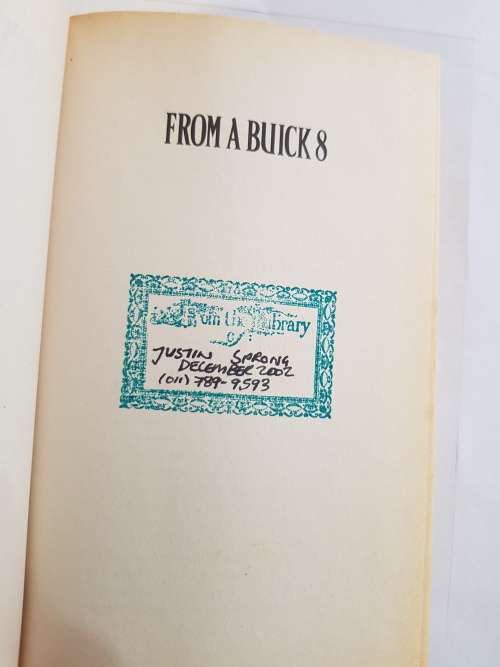 FROM A BUICK 8
from the Library
of
JUSTIN SPRONG
DECEMBER 2002
(011) 789-9593